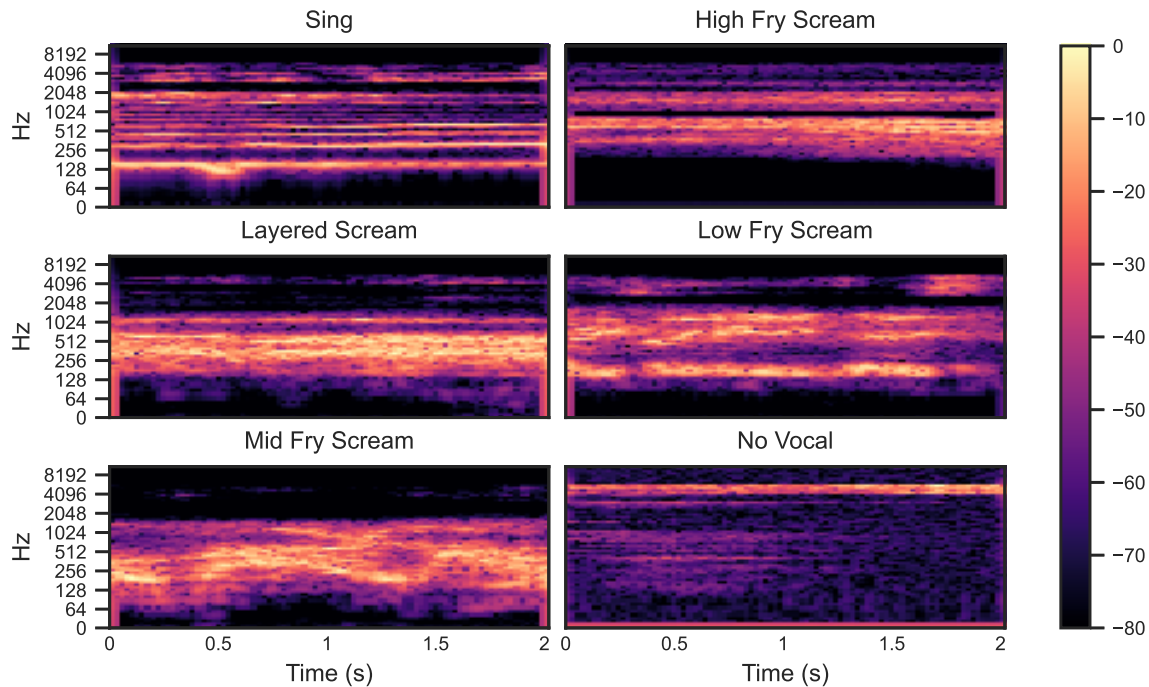 Sing
High Fry Scream
8192
4096
2048
1024
512
256
128
64
0
Hz
Layered Scream
Low Fry Scream
8192
4096
2048
1024
512
256
128
64
0
Hz
Mid Fry Scream
No Vocal
8192
4096
2048
1024
512
256
128
64
0
Hz
0 0.5 1 1.5 2
0.5 1 1.5 2
Time (s)
Time (s)
0
−10
−20
−30
−40
−50
−60
−70
−80